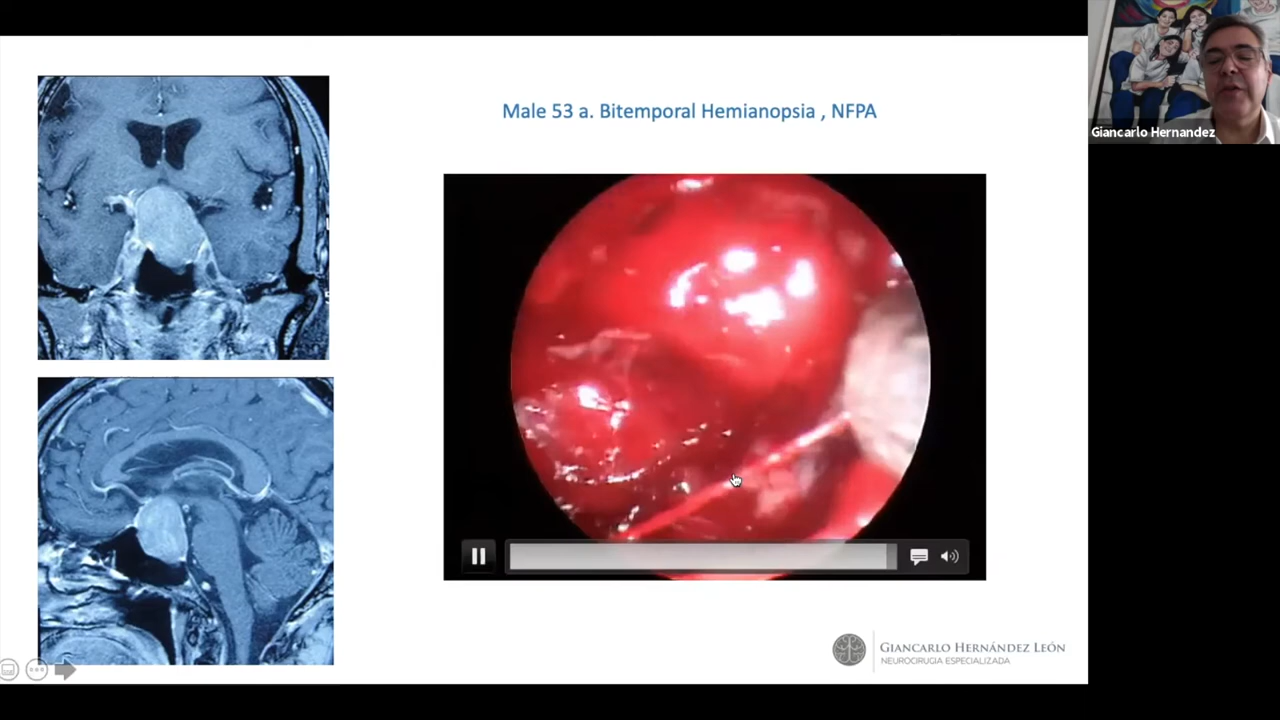 Male 53 a. Bitemporal Hemianopsia , NFPA
Giancarlo Hernandez
GIANCARLO HERNÁNDEZ LEÓN
NEUROCIRUGIA ESPECIALIZADA